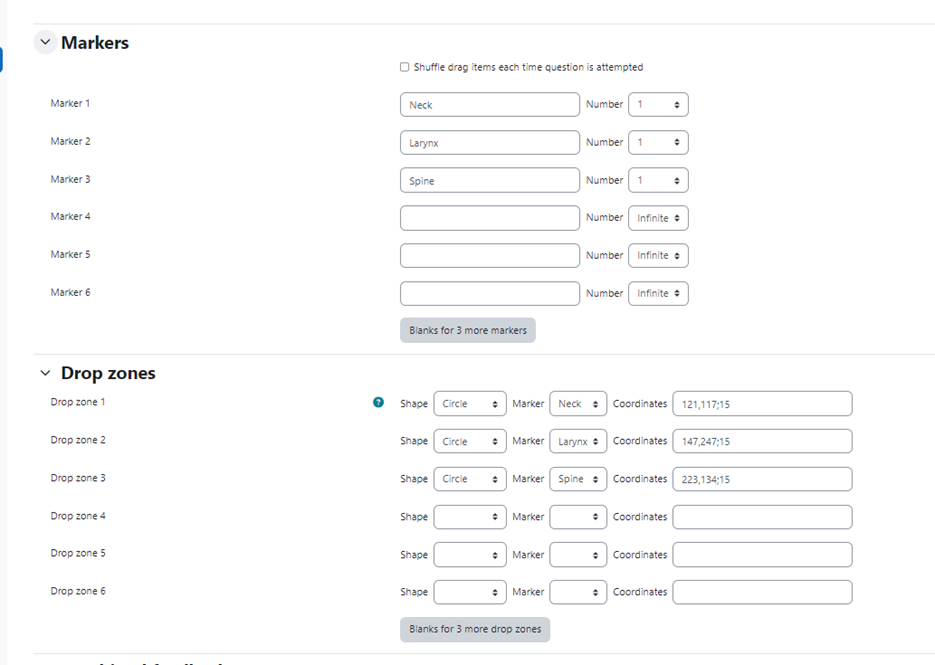 Markers
Shuffle drag items each time question is attempted
Marker 1 Neck Number 1
Marker 2 Larynx Number 1
Marker 3 Spine Number 1
Marker 4 Number Infinite
Marker 5 Number Infinite
Marker 6 Number Infinite
Blanks for 3 more markers
Drop zones
Drop zone 1 ? Shape Circle Marker Neck Coordinates 121,117;15
Drop zone 2 Shape Circle Marker Larynx Coordinates 147,247;15
Drop zone 3 Shape Circle Marker Spine Coordinates 223,134;15
Drop zone 4 Shape Marker Coordinates
Drop zone 5 Shape Marker Coordinates
Drop zone 6 Shape Marker Coordinates
Blanks for 3 more drop zones